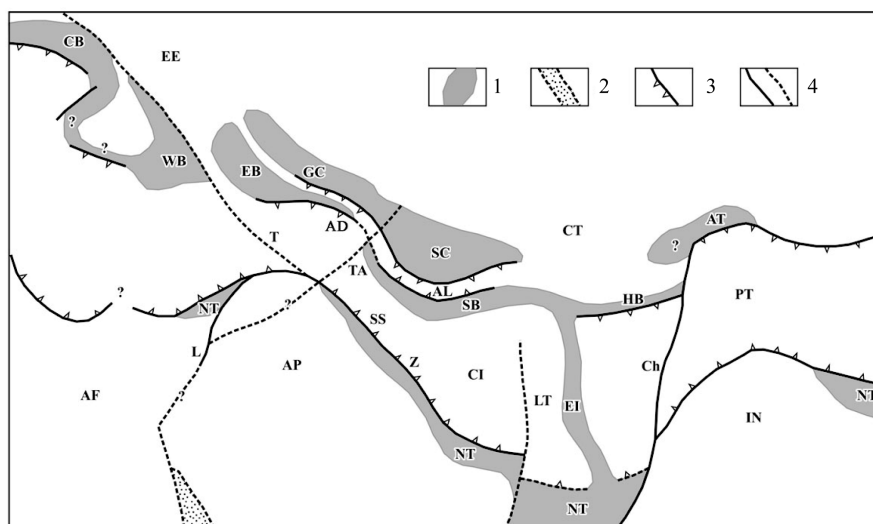 CB
EE
1
2
3
4
?
?
WB
EB
GC
AT
?
T
AD
SC
CT
TA
AL
SB
HB
PT
?
NT
?
SS
L
Z
AP
CI
Ch
AF
?
LT
EI
IN
NT
NT
NT